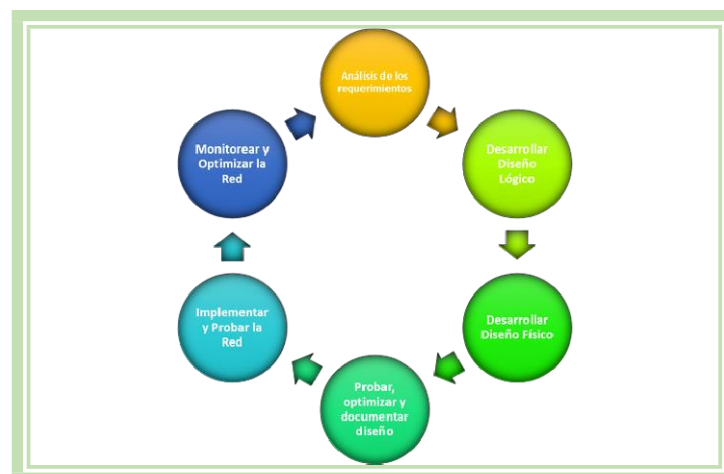 Análisis de los
requerimientos
Desarrollar
Diseño
Lógico
Desarrollar
Diseño Físico
Probar,
optimizar y
documentar
diseño
Implementar
y Probar la
Red
Monitorear y
Optimizar la
Red